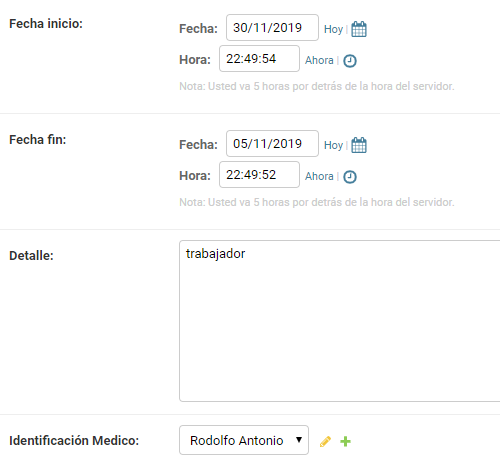 Fecha inicio:
Fecha: 30/11/2019 Hoy |
Hora: 22:49:54 Ahora |
Nota: Usted va 5 horas por detrás de la hora del servidor.
Fecha fin:
Fecha: 05/11/2019 Hoy |
Hora: 22:49:52 Ahora |
Nota: Usted va 5 horas por detrás de la hora del servidor.
Detalle: trabajador
Identificación Medico: Rodolfo Antonio